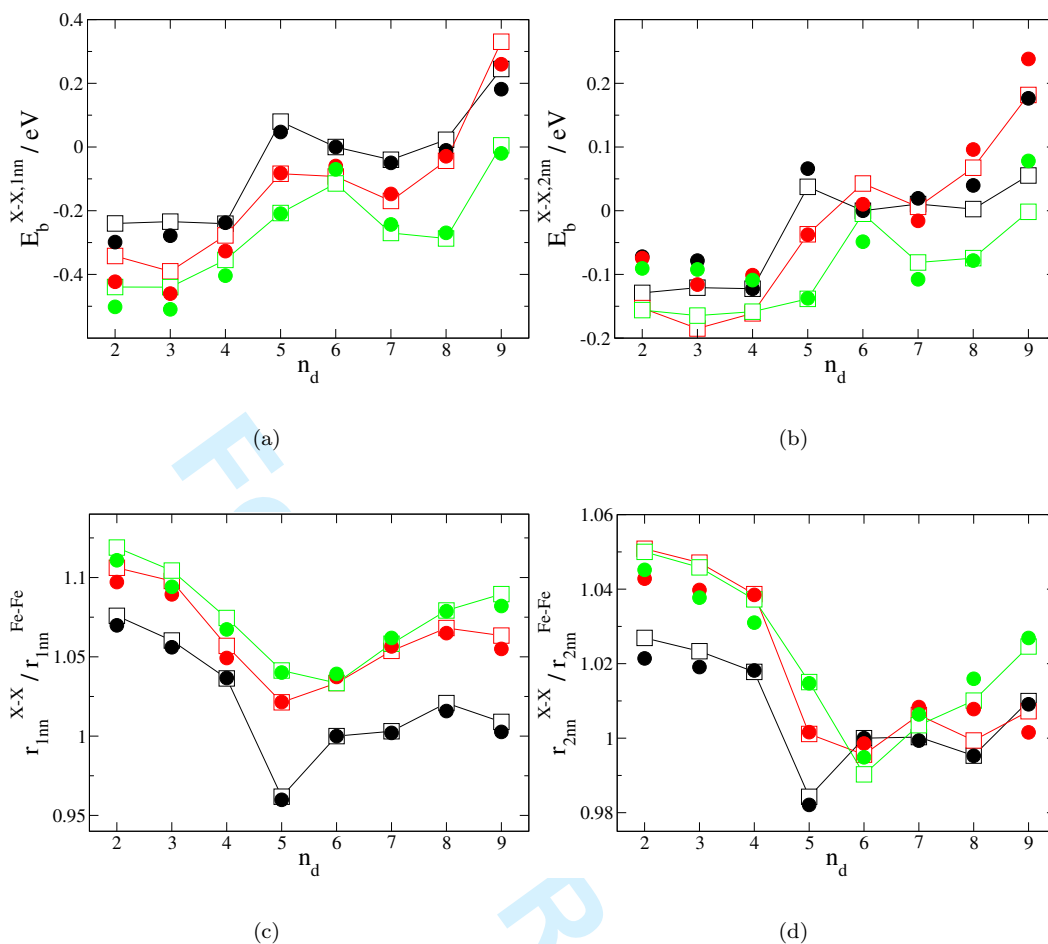 0.4
0.2
0
-0.2
-0.4
E_b^{X-X, 1nn} / eV
2 3 4 5 6 7 8 9
n_d
(a)
0.3
0.2
0.1
0
-0.1
-0.2
E_b^{X-X, 2nn} / eV
2 3 4 5 6 7 8 9
n_d
(b)
1.1
1.05
1
0.95
r_{1nn}^{X-X} / r_{1nn}^{Fe-Fe}
2 3 4 5 6 7 8 9
n_d
(c)
1.06
1.04
1.02
1
0.98
r_{2nn}^{X-X} / r_{2nn}^{Fe-Fe}
2 3 4 5 6 7 8 9
n_d
(d)
F
R